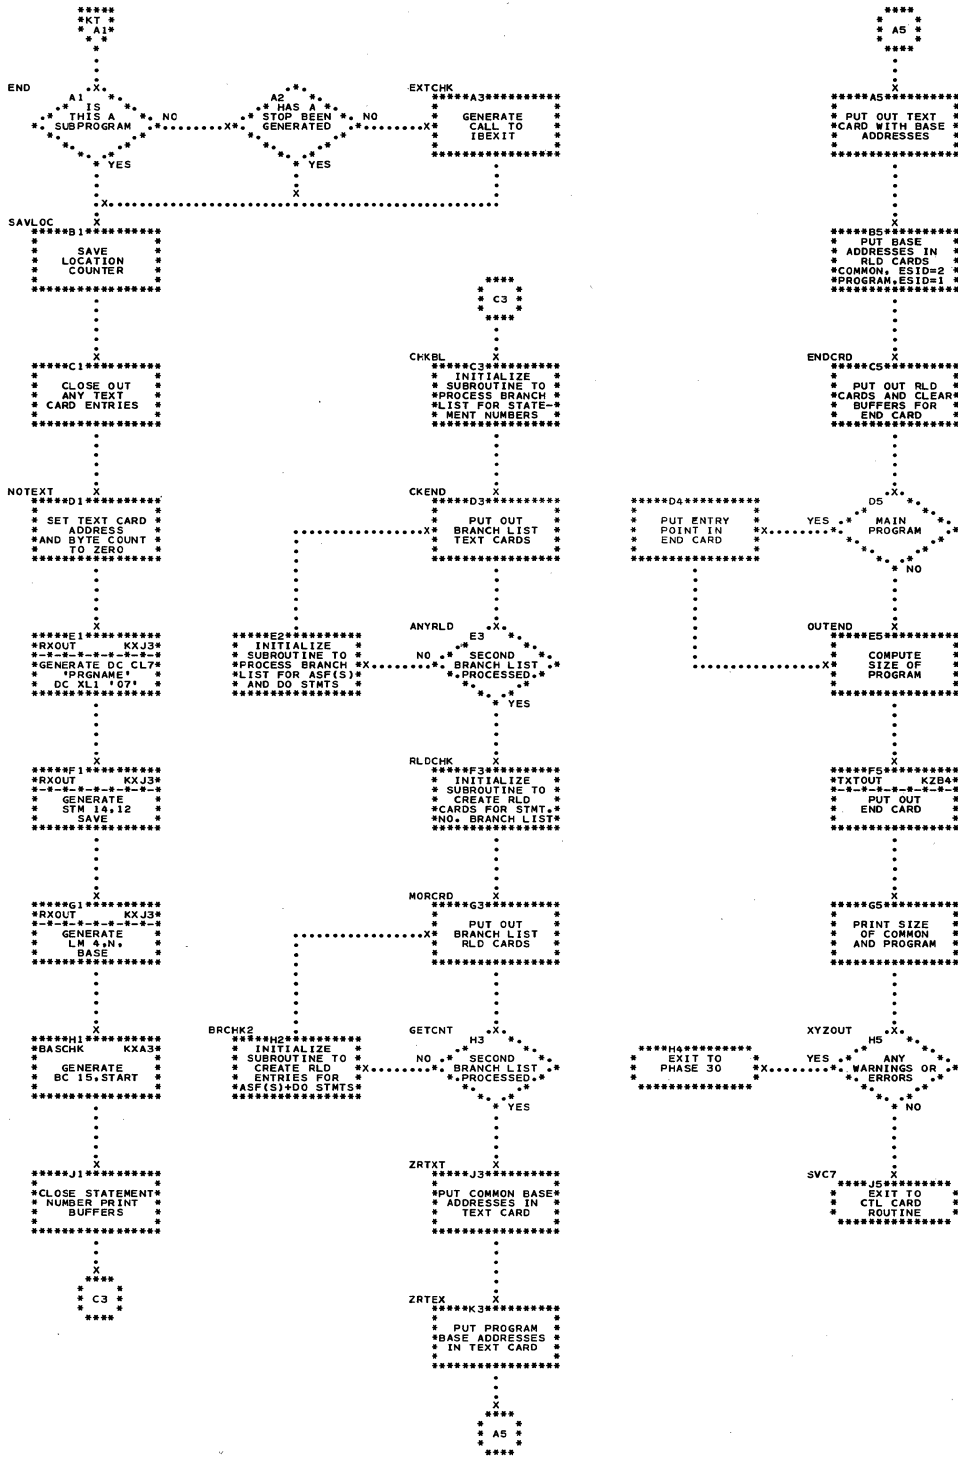 KT
A1
END
A1
IS
THIS A
SUBPROGRAM
NO
YES
A2
HAS A
STOP BEEN
GENERATED
NO
YES
EXTCHK
A3
GENERATE
CALL TO
IBEXIT
SAVLOC
B1
SAVE
LOCATION
COUNTER
C1
CLOSE OUT
ANY TEXT
CARD ENTRIES
NOTEXT
D1
SET TEXT CARD
ADDRESS
AND BYTE COUNT
TO ZERO
E1
RXOUT KXJ3
GENERATE DC CL7
'PRGNAME'
DC XL1 '07'
F1
RXOUT KXJ3
GENERATE
STM 14,12
SAVE
G1
RXOUT KXJ3
GENERATE
LM 4,N,
BASE
H1
BASCHK KXA3
GENERATE
BC 15,START
J1
CLOSE STATEMENT
NUMBER PRINT
BUFFERS
C3
C3
CHKBL
C3
INITIALIZE
SUBROUTINE TO
PROCESS BRANCH
LIST FOR STATE-
MENT NUMBERS
CKEND
D3
PUT OUT
BRANCH LIST
TEXT CARDS
ANYRLD
E3
SECOND
BRANCH LIST
PROCESSED
NO
YES
E2
INITIALIZE
SUBROUTINE TO
PROCESS BRANCH
LIST FOR ASF(S)
AND DO STMTS
RLDCHK
F3
INITIALIZE
SUBROUTINE TO
CREATE RLD
CARDS FOR STMT.
NO. BRANCH LIST
MORCRD
G3
PUT OUT
BRANCH LIST
RLD CARDS
GETCNT
H3
SECOND
BRANCH LIST
PROCESSED
NO
YES
BRCHK2
H2
INITIALIZE
SUBROUTINE TO
CREATE RLD
ENTRIES FOR
ASF(S)+DO STMTS
ZRTXT
J3
PUT COMMON BASE
ADDRESSES IN
TEXT CARD
ZRTEX
K3
PUT PROGRAM
BASE ADDRESSES
IN TEXT CARD
A5
A5
A5
PUT OUT TEXT
CARD WITH BASE
ADDRESSES
B5
PUT BASE
ADDRESSES IN
RLD CARDS
COMMON, ESID=2
PROGRAM,ESID=1
ENDCRD
C5
PUT OUT RLD
CARDS AND CLEAR
BUFFERS FOR
END CARD
D5
MAIN
PROGRAM
YES
NO
D4
PUT ENTRY
POINT IN
END CARD
OUTEND
E5
COMPUTE
SIZE OF
PROGRAM
F5
TXTOUT KZB4
PUT OUT
END CARD
G5
PRINT SIZE
OF COMMON
AND PROGRAM
XYZOUT
H5
ANY
WARNINGS OR
ERRORS
YES
NO
H4
EXIT TO
PHASE 30
SVC7
J5
EXIT TO
CTL CARD
ROUTINE